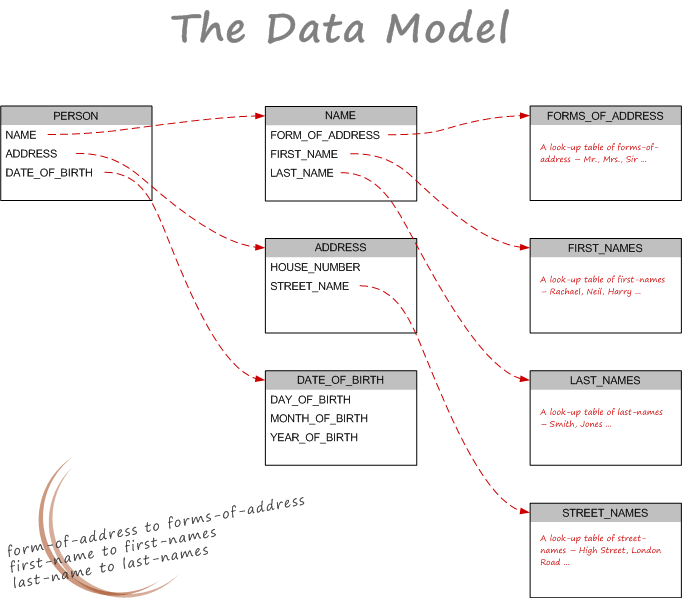 The Data Model
PERSON
NAME
ADDRESS
DATE_OF_BIRTH
NAME
FORM_OF_ADDRESS
FIRST_NAME
LAST_NAME
FORMS_OF_ADDRESS
A look-up table of forms-of-
address – Mr., Mrs., Sir ...
ADDRESS
HOUSE_NUMBER
STREET_NAME
FIRST_NAMES
A look-up table of first-names
– Rachael, Neil, Harry ...
DATE_OF_BIRTH
DAY_OF_BIRTH
MONTH_OF_BIRTH
YEAR_OF_BIRTH
LAST_NAMES
A look-up table of last-names
– Smith, Jones ...
STREET_NAMES
A look-up table of street-
names – High Street, London
Road ...
form-of-address to forms-of-address
first-name to first-names
last-name to last-names